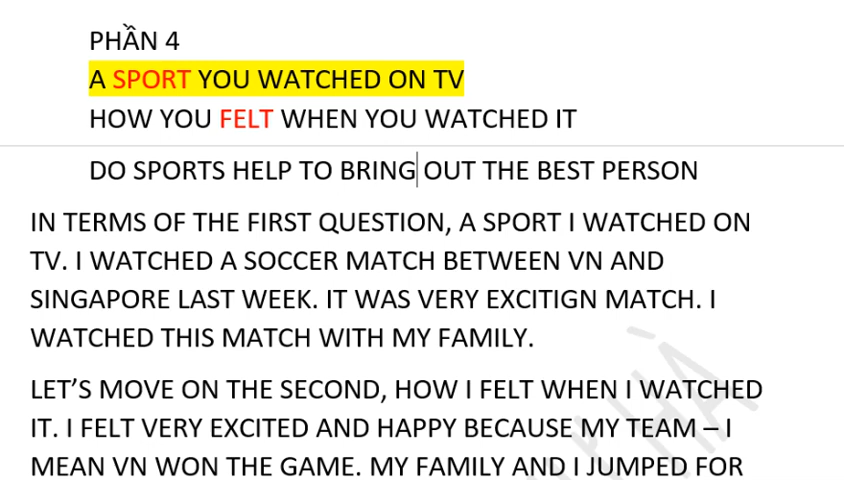 PHẦN 4
A SPORT YOU WATCHED ON TV
HOW YOU FELT WHEN YOU WATCHED IT
DO SPORTS HELP TO BRING OUT THE BEST PERSON
IN TERMS OF THE FIRST QUESTION, A SPORT I WATCHED ON
TV. I WATCHED A SOCCER MATCH BETWEEN VN AND
SINGAPORE LAST WEEK. IT WAS VERY EXCITIGN MATCH. I
WATCHED THIS MATCH WITH MY FAMILY.
LET’S MOVE ON THE SECOND, HOW I FELT WHEN I WATCHED
IT. I FELT VERY EXCITED AND HAPPY BECAUSE MY TEAM – I
MEAN VN WON THE GAME. MY FAMILY AND I JUMPED FOR